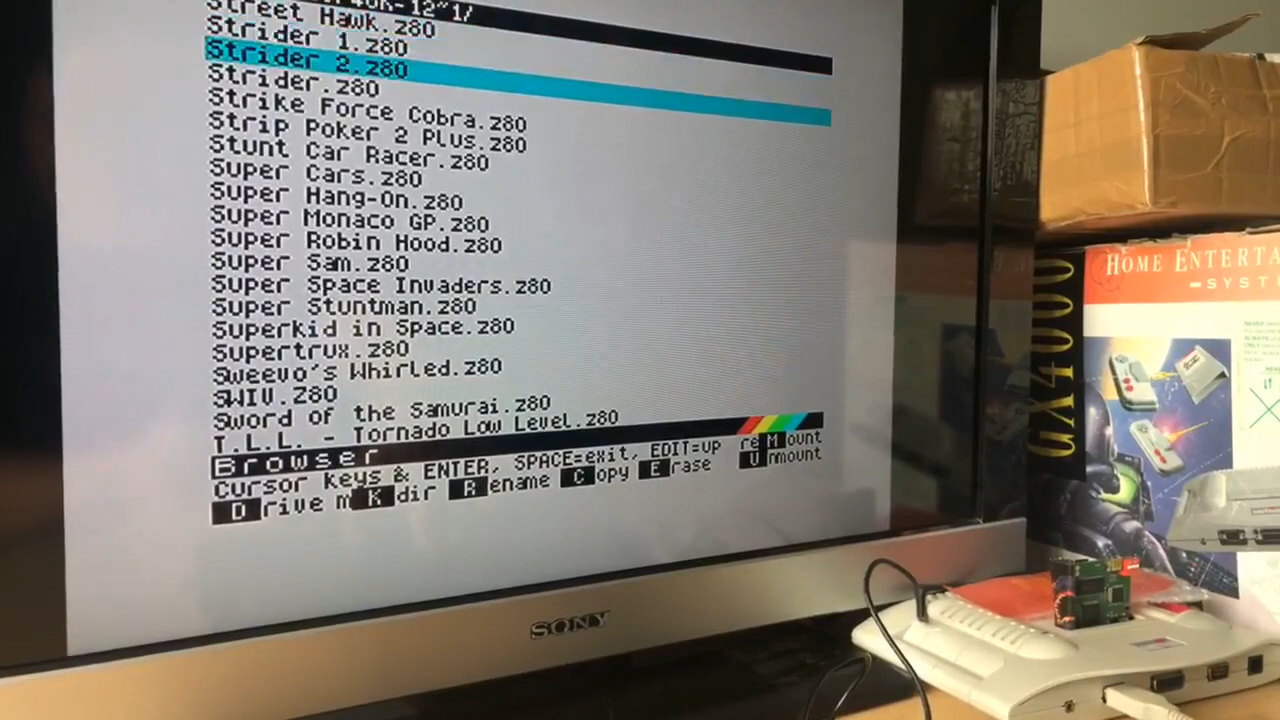 -12"1/
Street Hawk.z80
Strider 1.z80
Strider 2.z80
Strider.z80
Strike Force Cobra.z80
Strip Poker 2 Plus.z80
Stunt Car Racer.z80
Super Cars.z80
Super Hang-On.z80
Super Monaco GP.z80
Super Robin Hood.z80
Super Sam.z80
Super Space Invaders.z80
Super Stuntman.z80
Superkid in Space.z80
Supertrux.z80
Sweevo's Whirled.z80
SWIV.Z80
Sword of the Samurai.z80
T.L.L. - Tornado Low Level.z80
Browser
Cursor keys & ENTER, SPACE=exit, EDIT=up reMount
Drive mKdir Rename Copy Erase Unmount
SONY
GX4000
HOME ENTERTA
SYST